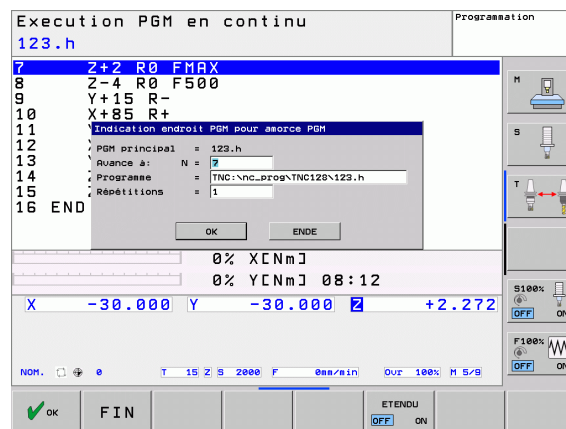 Execution PGM en continu
Programmation
123.h
7 Z+2 R0 FMAX
8 Z-4 R0 F500
9 Y+15 R-
10 X+85 R+
11
Indication endroit PGM pour amorce PGM
12
PGM principal = 123.h
13
Avance à: N = 7
14
Programme = TNC:\nc_prog\TNC128\123.h
15
Répétitions = 1
16 END
OK ENDE
0% X[Nm]
0% Y[Nm] 08:12
X -30.000 Y -30.000 Z +2.272
NOM. 0 T 15 Z S 2000 F 0mm/min Ovr 100% M 5/9
M
S
T
S100%
OFF ON
F100%
OFF ON
OK FIN
ETENDU
OFF ON